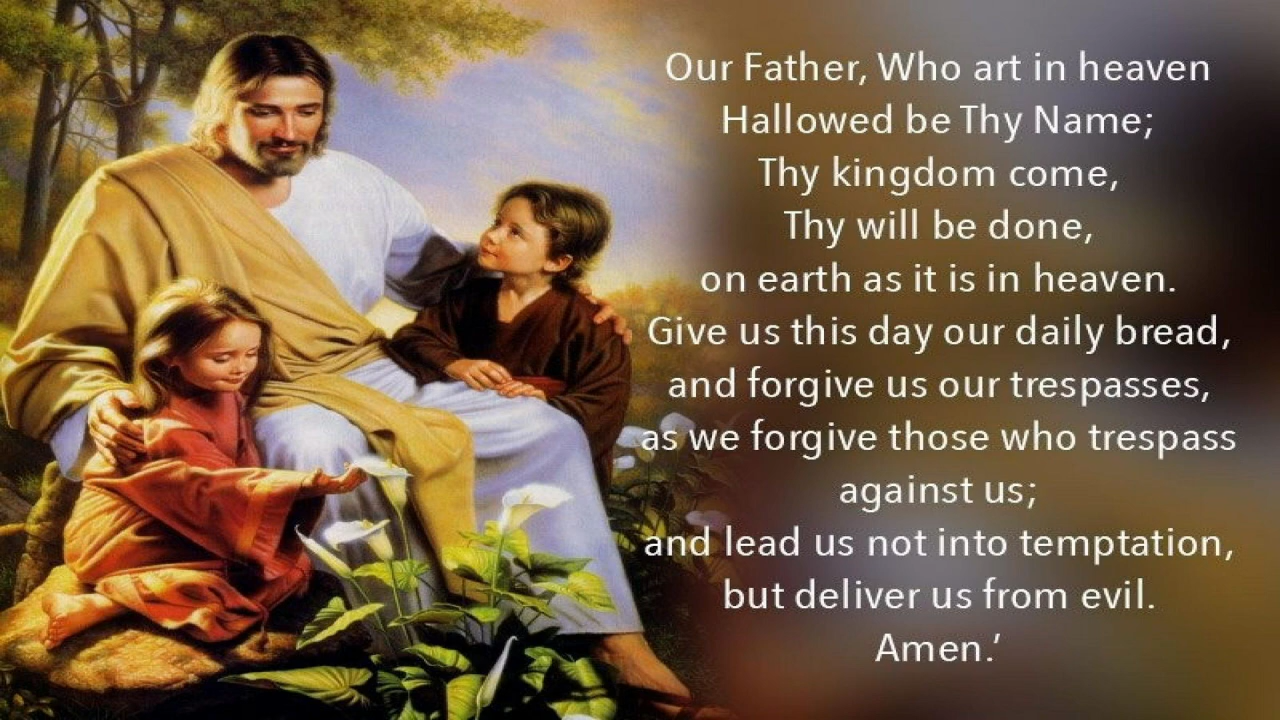 Our Father, Who art in heaven
Hallowed be Thy Name;
Thy kingdom come,
Thy will be done,
on earth as it is in heaven.
Give us this day our daily bread,
and forgive us our trespasses,
as we forgive those who trespass
against us;
and lead us not into temptation,
but deliver us from evil.
Amen.’